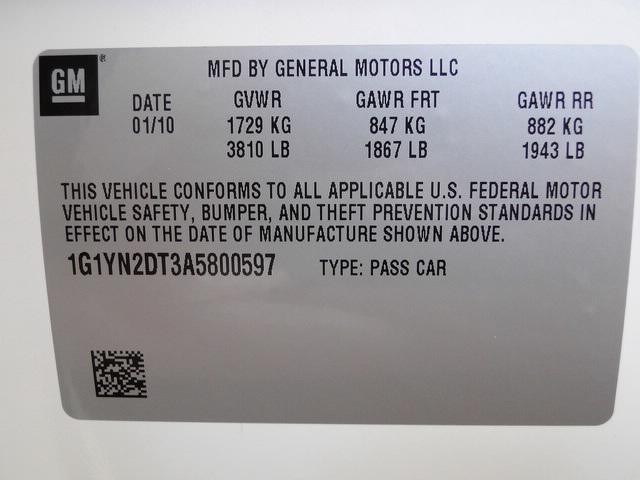 GM ®
MFD BY GENERAL MOTORS LLC
DATE GVWR GAWR FRT GAWR RR
01/10 1729 KG 847 KG 882 KG
3810 LB 1867 LB 1943 LB
THIS VEHICLE CONFORMS TO ALL APPLICABLE U.S. FEDERAL MOTOR
VEHICLE SAFETY, BUMPER, AND THEFT PREVENTION STANDARDS IN
EFFECT ON THE DATE OF MANUFACTURE SHOWN ABOVE.
1G1YN2DT3A5800597 TYPE: PASS CAR